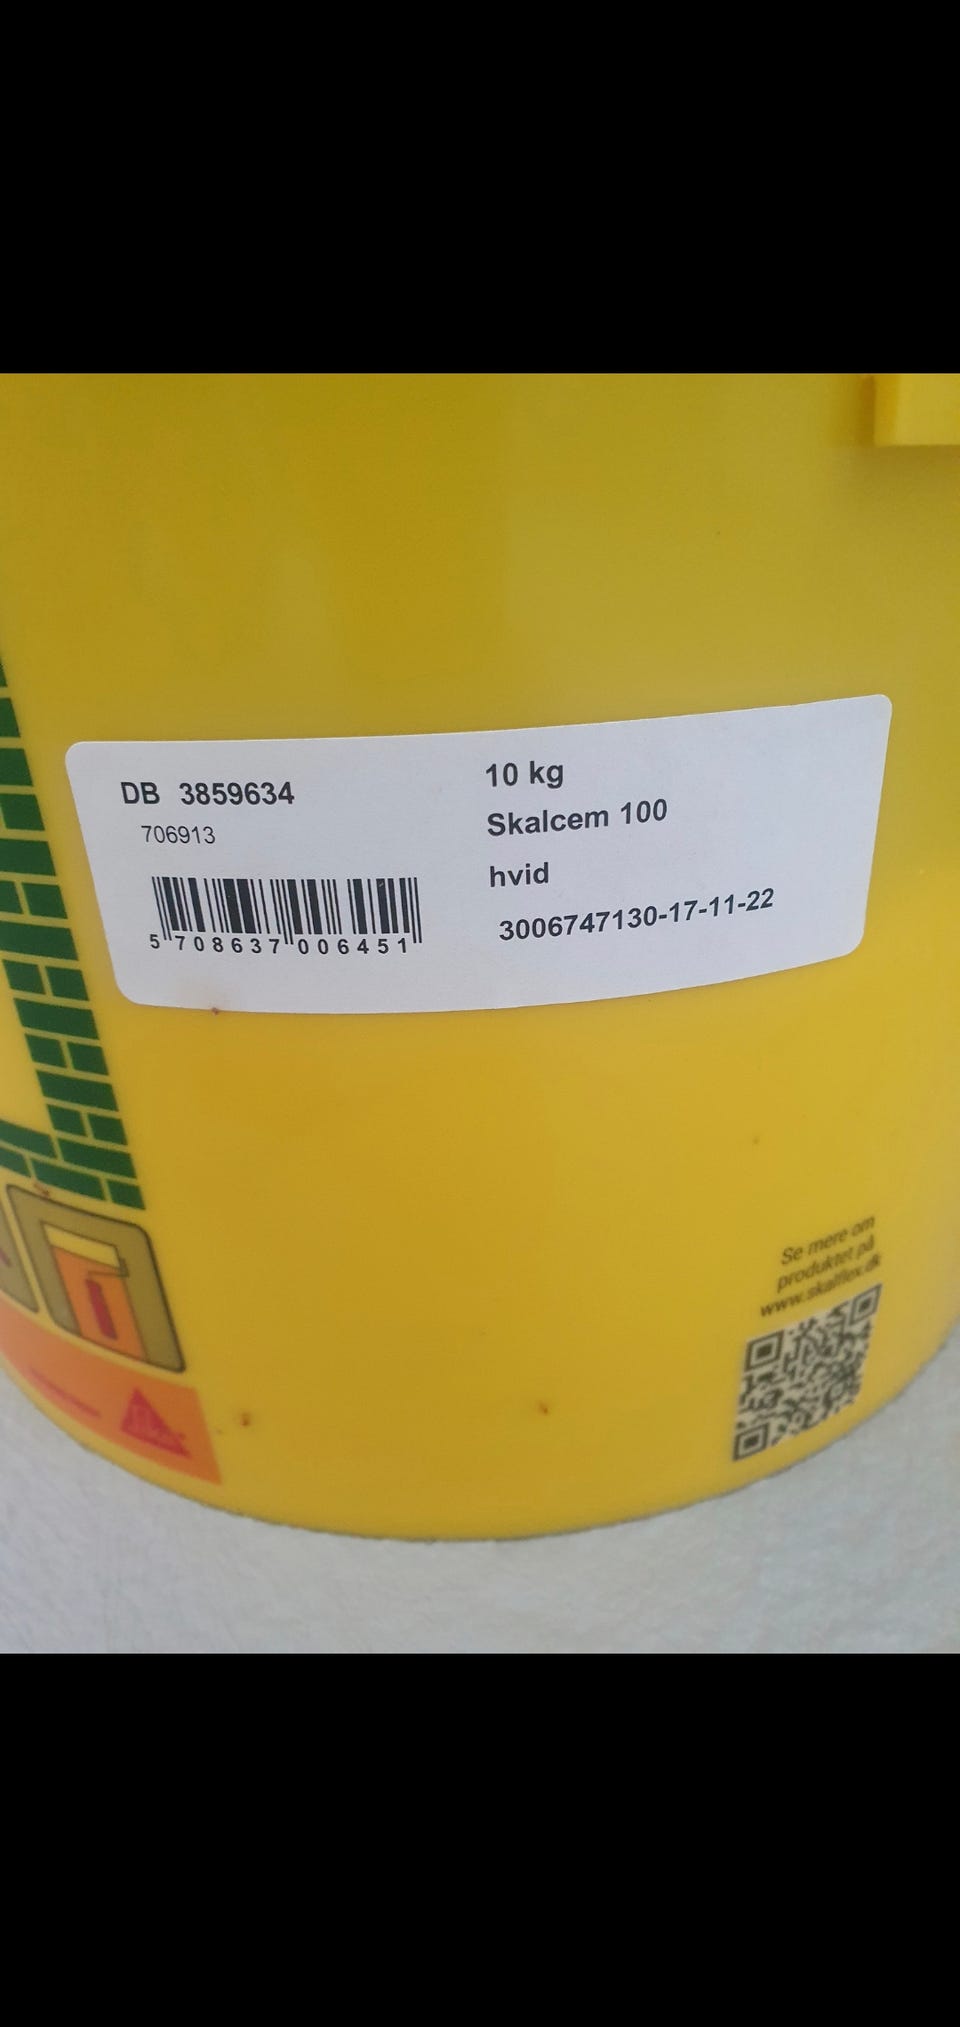 DB 3859634
706913
5 708637 006451
10 kg
Skalcem 100
hvid
3006747130-17-11-22
Se mere om
produktet på
www.skalflex.dk